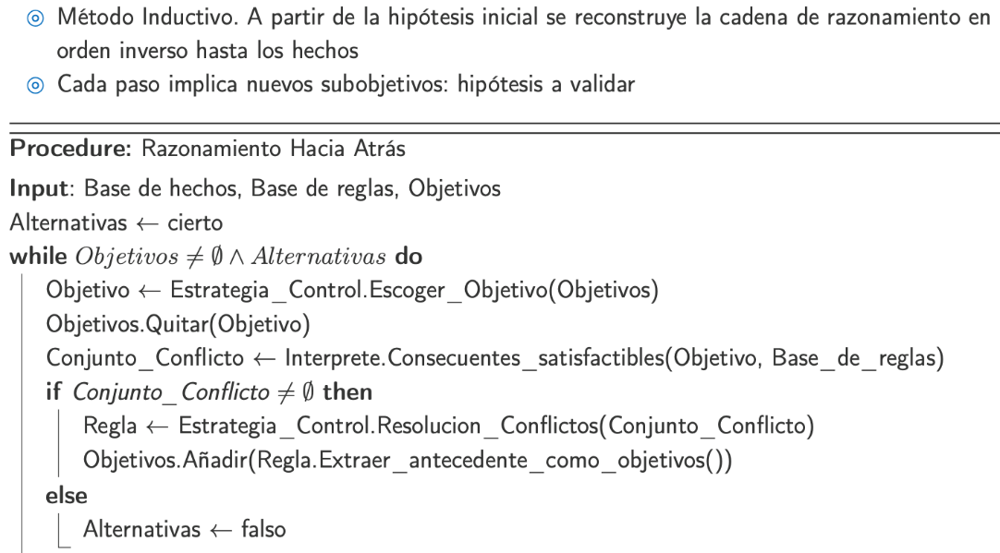 ◎ Método Inductivo. A partir de la hipótesis inicial se reconstruye la cadena de razonamiento en
orden inverso hasta los hechos
◎ Cada paso implica nuevos subobjetivos: hipótesis a validar
Procedure: Razonamiento Hacia Atrás
Input: Base de hechos, Base de reglas, Objetivos
Alternativas ← cierto
while Objetivos ≠ ∅ ∧ Alternativas do
Objetivo ← Estrategia_Control.Escoger_Objetivo(Objetivos)
Objetivos.Quitar(Objetivo)
Conjunto_Conflicto ← Interprete.Consecuentes_satisfactibles(Objetivo, Base_de_reglas)
if Conjunto_Conflicto ≠ ∅ then
Regla ← Estrategia_Control.Resolucion_Conflictos(Conjunto_Conflicto)
Objetivos.Añadir(Regla.Extraer_antecedente_como_objetivos())
else
Alternativas ← falso